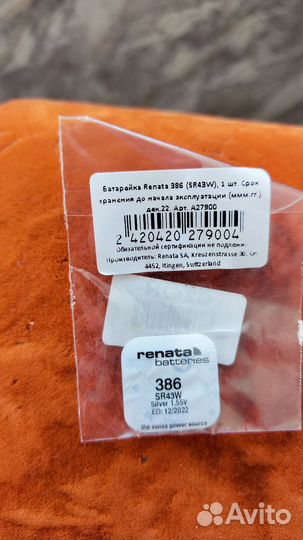 Батарейка Renata 386 (SR43W), 1 шт. Срок
хранения до начала эксплуатации (ммм.гг.)
дек.22. Арт. A27900
2 420420 279004
Обязательной сертификации не подлежи
Производитель: Renata SA, Kreuzenstrasse 30, CH
4452, Itingen, Switzerland
renata
batteries
386
SR43W
Silver 1.55V
ED: 12/2022
the swiss power source
Avito